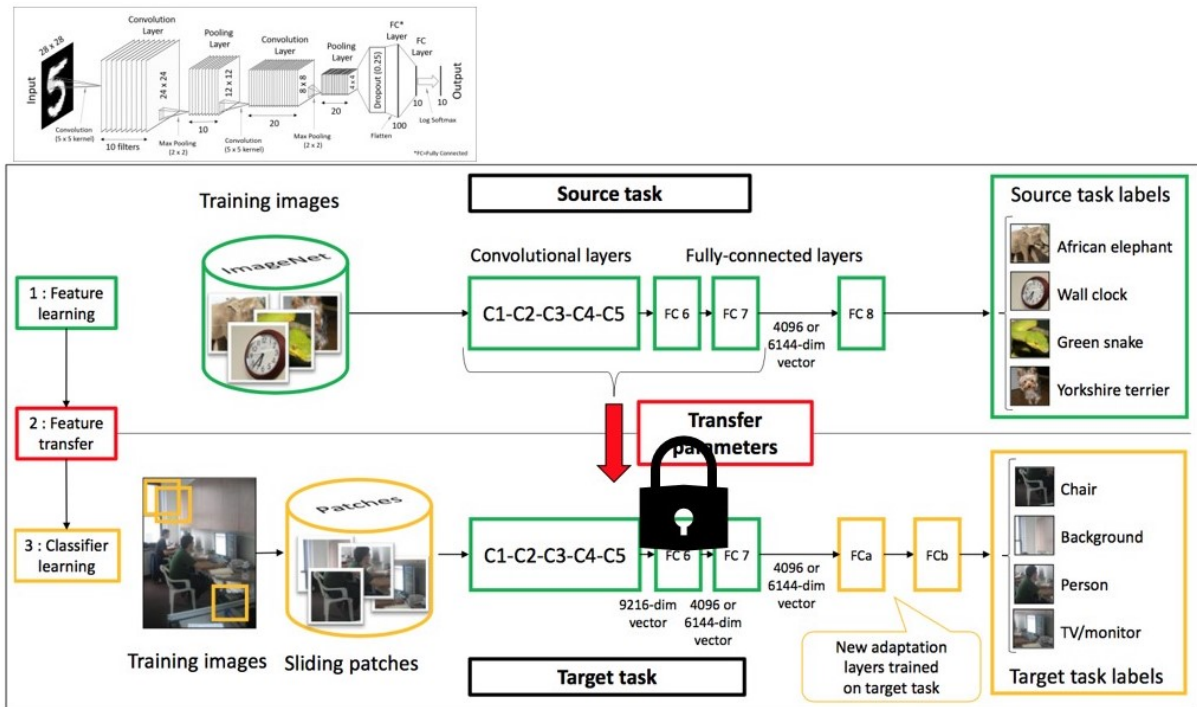 Convolution
Layer
Pooling
Layer
Convolution
Layer
Pooling
Layer
FC*
Layer
FC
Layer
28 x 28
Input
24 x 24
12 x 12
8 x 8
4 x 4
Dropout (0.25)
Output
10
10
Convolution
(5 x 5 kernel)
10 filters
Max Pooling
(2 x 2)
10
Convolution
(5 x 5 kernel)
20
Max Pooling
(2 x 2)
20
Flatten
100
Log Softmax
*FC=Fully Connected
Source task
Training images
Source task labels
ImageNet
Convolutional layers
Fully-connected layers
African elephant
1 : Feature
learning
C1-C2-C3-C4-C5
FC 6
FC 7
4096 or
6144-dim
vector
FC 8
Wall clock
Green snake
Yorkshire terrier
2 : Feature
transfer
Transfer
parameters
Patches
Chair
3 : Classifier
learning
C1-C2-C3-C4-C5
FC 6
FC 7
4096 or
6144-dim
vector
FCa
FCb
Background
Person
TV/monitor
9216-dim
vector
4096 or
6144-dim
vector
New adaptation
layers trained
on target task
Training images
Sliding patches
Target task
Target task labels